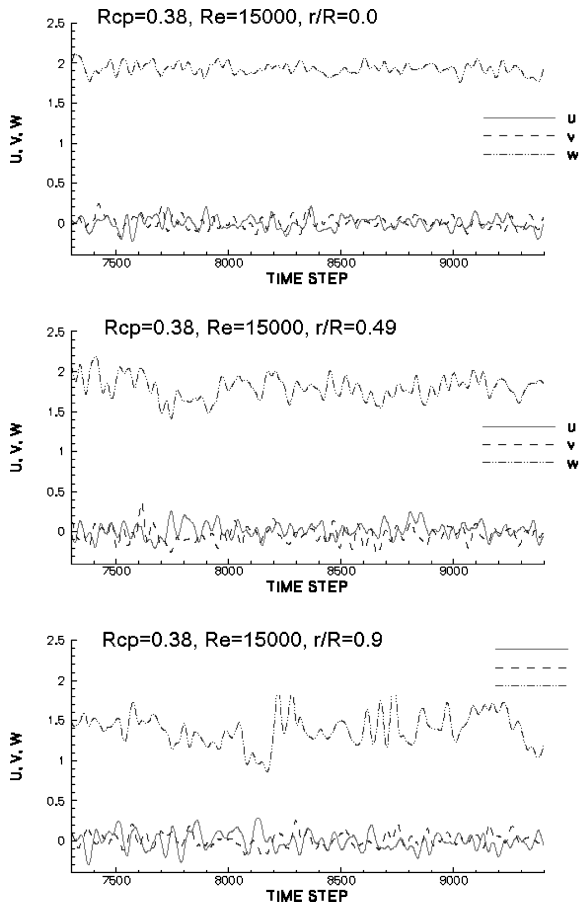 Rcp=0.38, Re=15000, r/R=0.0
2.5
2
1.5
1
0.5
0
U, V, W
U
V
W
7500 8000 8500 9000
TIME STEP
Rcp=0.38, Re=15000, r/R=0.49
2.5
2
1.5
1
0.5
0
U, V, W
U
V
W
7500 8000 8500 9000
TIME STEP
Rcp=0.38, Re=15000, r/R=0.9
2.5
2
1.5
1
0.5
0
U, V, W
7500 8000 8500 9000
TIME STEP